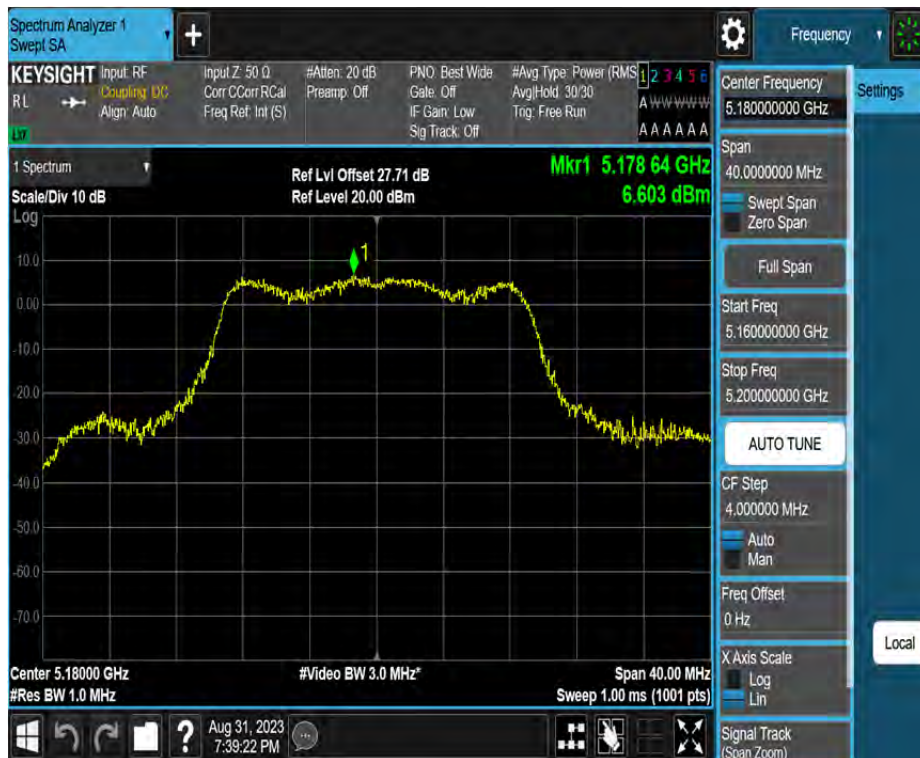 Spectrum Analyzer 1
Swept SA
+
Frequency
KEYSIGHT
RL
LXI
Input: RF
Coupling: DC
Align: Auto
Input Z: 50 Ω
Corr CCorr RCal
Freq Ref: Int (S)
#Atten: 20 dB
Preamp: Off
PNO: Best Wide
Gate: Off
IF Gain: Low
Sig Track: Off
#Avg Type: Power (RMS
Avg|Hold: 30/30
Trig: Free Run
1 2 3 4 5 6
A W W W W W
A A A A A A
1 Spectrum
Scale/Div 10 dB
Log
Ref Lvl Offset 27.71 dB
Ref Level 20.00 dBm
Mkr1 5.178 64 GHz
6.603 dBm
1
10.0
0.00
-10.0
-20.0
-30.0
-40.0
-50.0
-60.0
-70.0
Center 5.18000 GHz
#Res BW 1.0 MHz
#Video BW 3.0 MHz*
Span 40.00 MHz
Sweep 1.00 ms (1001 pts)
Center Frequency
5.180000000 GHz
Settings
Span
40.0000000 MHz
Swept Span
Zero Span
Full Span
Start Freq
5.160000000 GHz
Stop Freq
5.200000000 GHz
AUTO TUNE
CF Step
4.000000 MHz
Auto
Man
Freq Offset
0 Hz
Local
X Axis Scale
Log
Lin
Signal Track
(Span Zoom)
?
Aug 31, 2023
7:39:22 PM